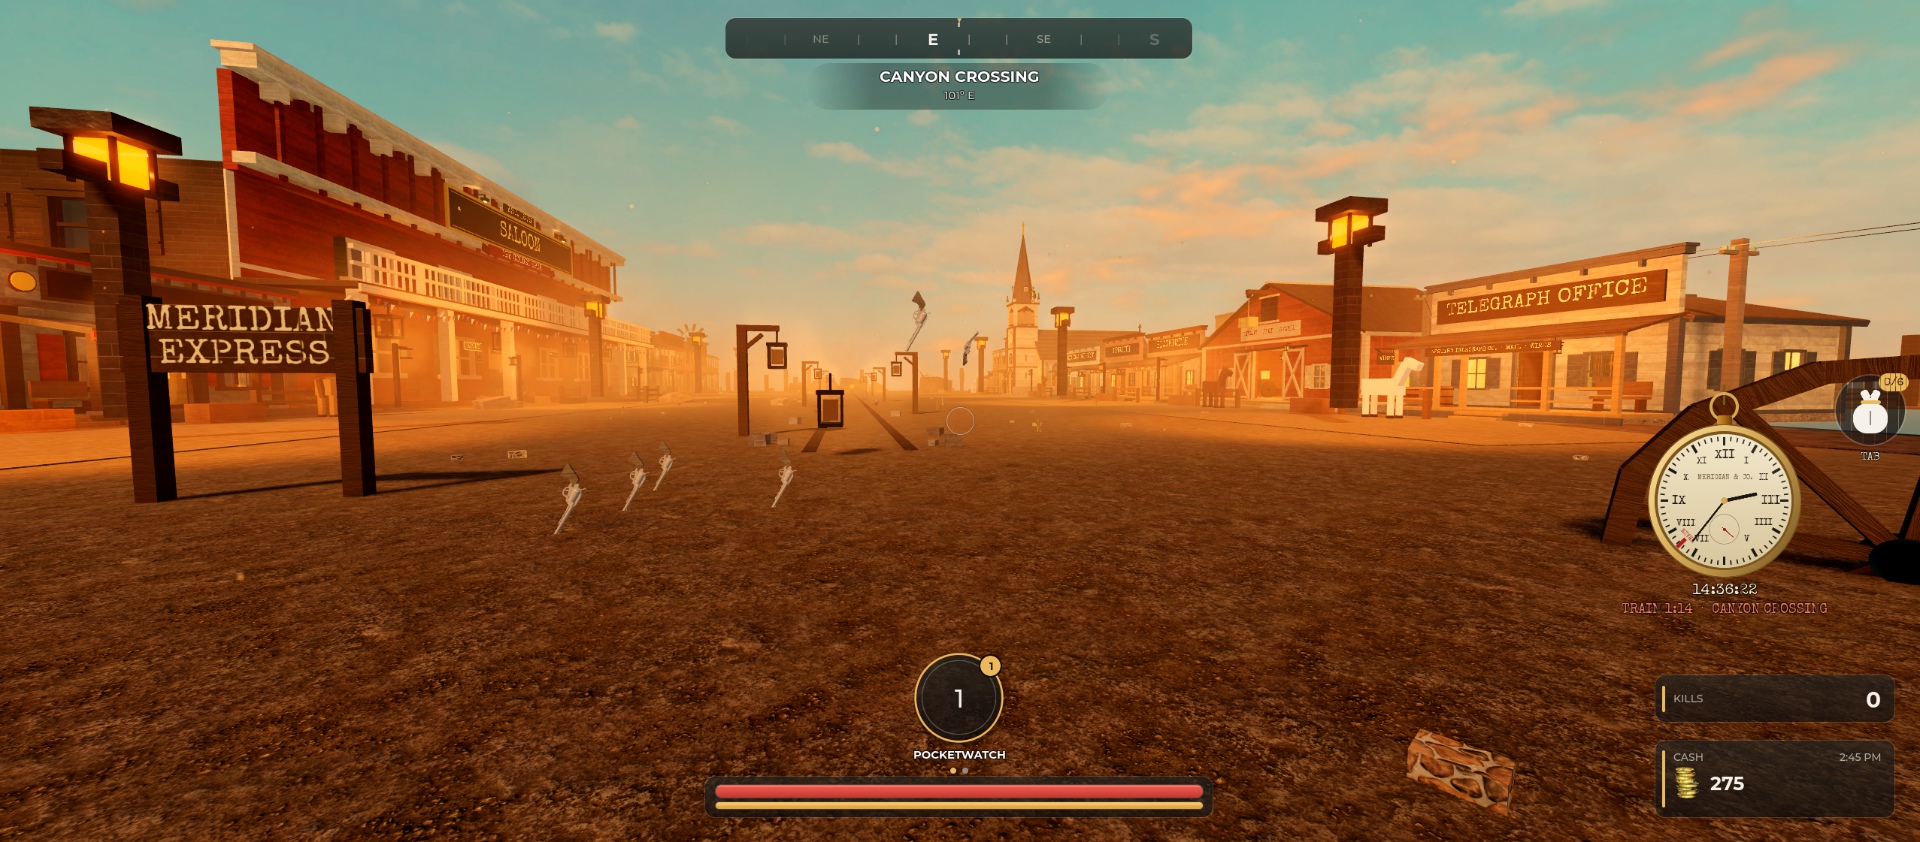 NE
E
SE
S
CANYON CROSSING
101° E
SALOON
MERIDIAN
EXPRESS
TELEGRAPH OFFICE
0/6
TAB
XII
I
II
III
IIII
V
VII
VIII
IX
X
XI
MERIDIAN & CO.
14:36:22
TRAIN 1:14 CANYON CROSSING
1
1
POCKETWATCH
KILLS
0
CASH
2:45 PM
275